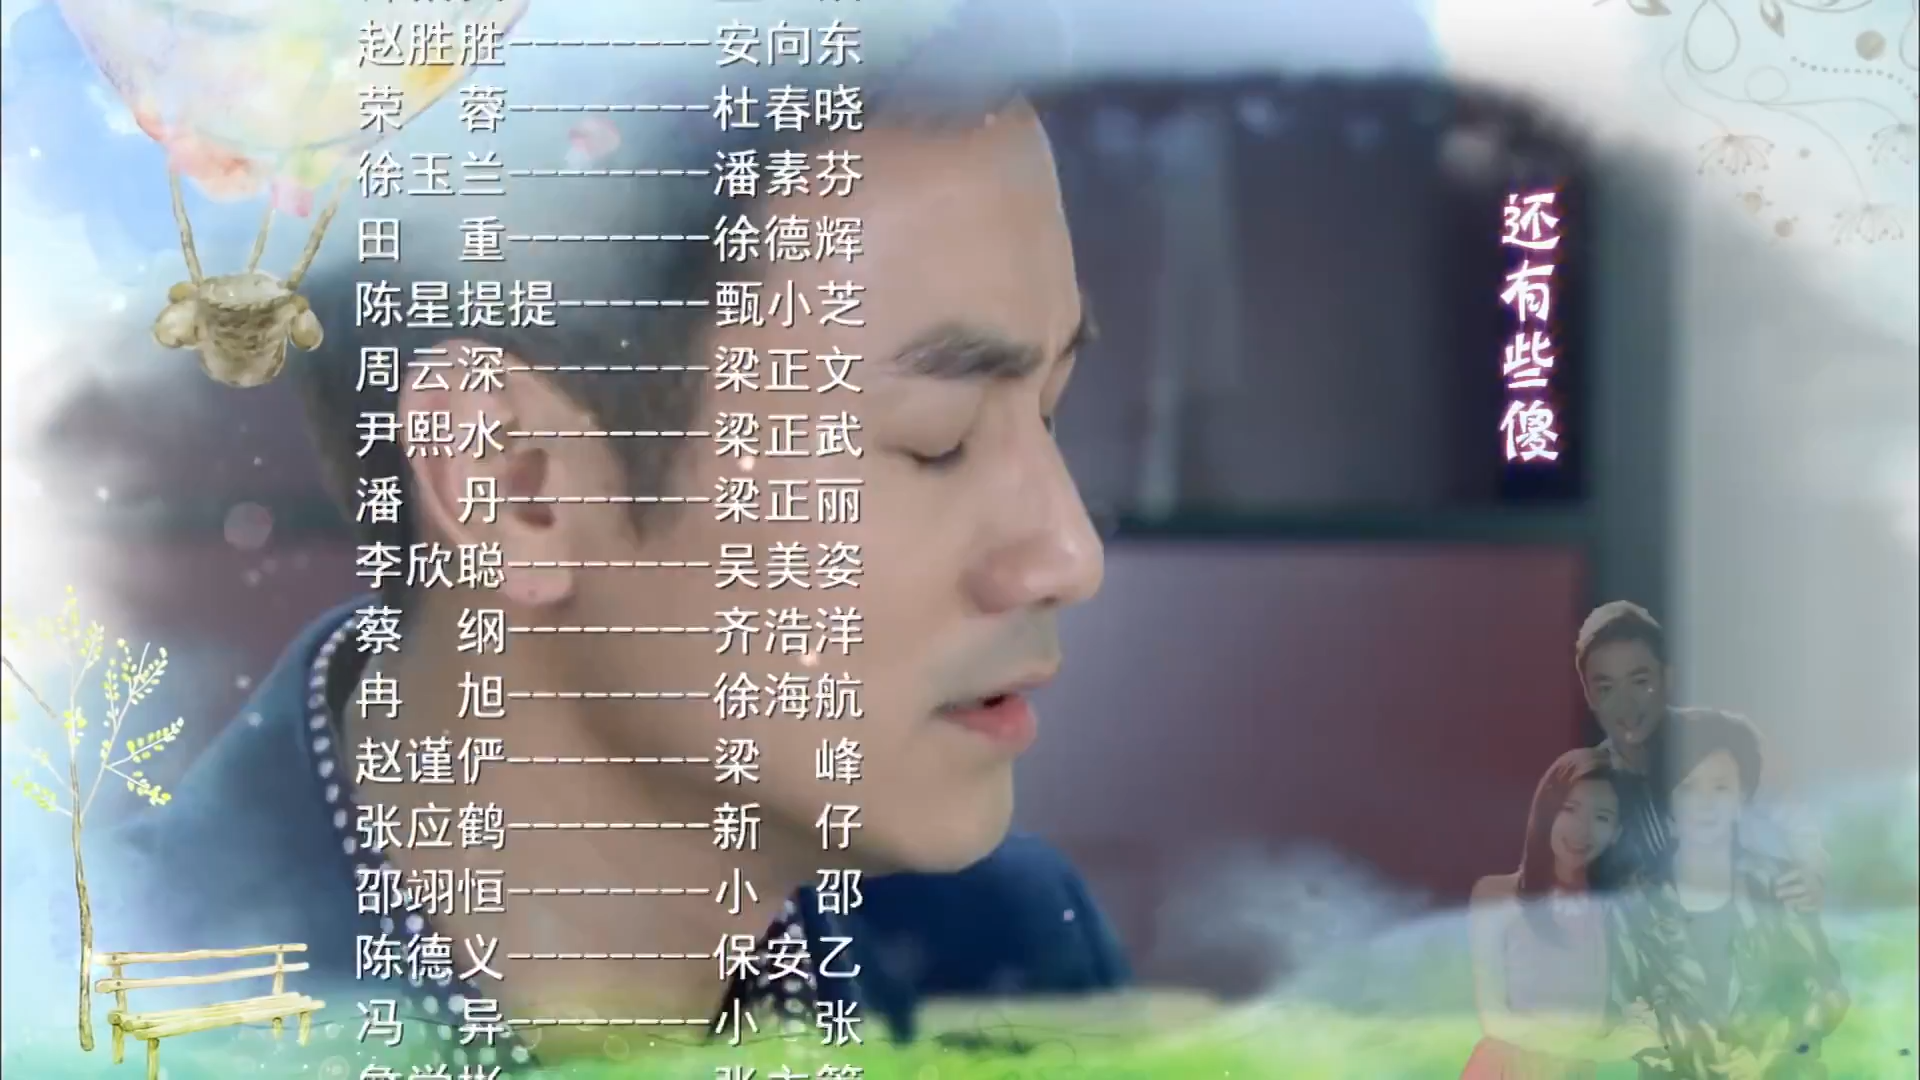 赵胜胜--------安向东
荣　蓉--------杜春晓
徐玉兰--------潘素芬
田　重--------徐德辉
陈星提提------甄小芝
周云深--------梁正文
尹熙水--------梁正武
潘　丹--------梁正丽
李欣聪--------吴美姿
蔡　纲--------齐浩洋
冉　旭--------徐海航
赵谨俨--------梁　峰
张应鹤--------新　仔
邵翊恒--------小　邵
陈德义--------保安乙
冯　异--------小　张
还有些傻